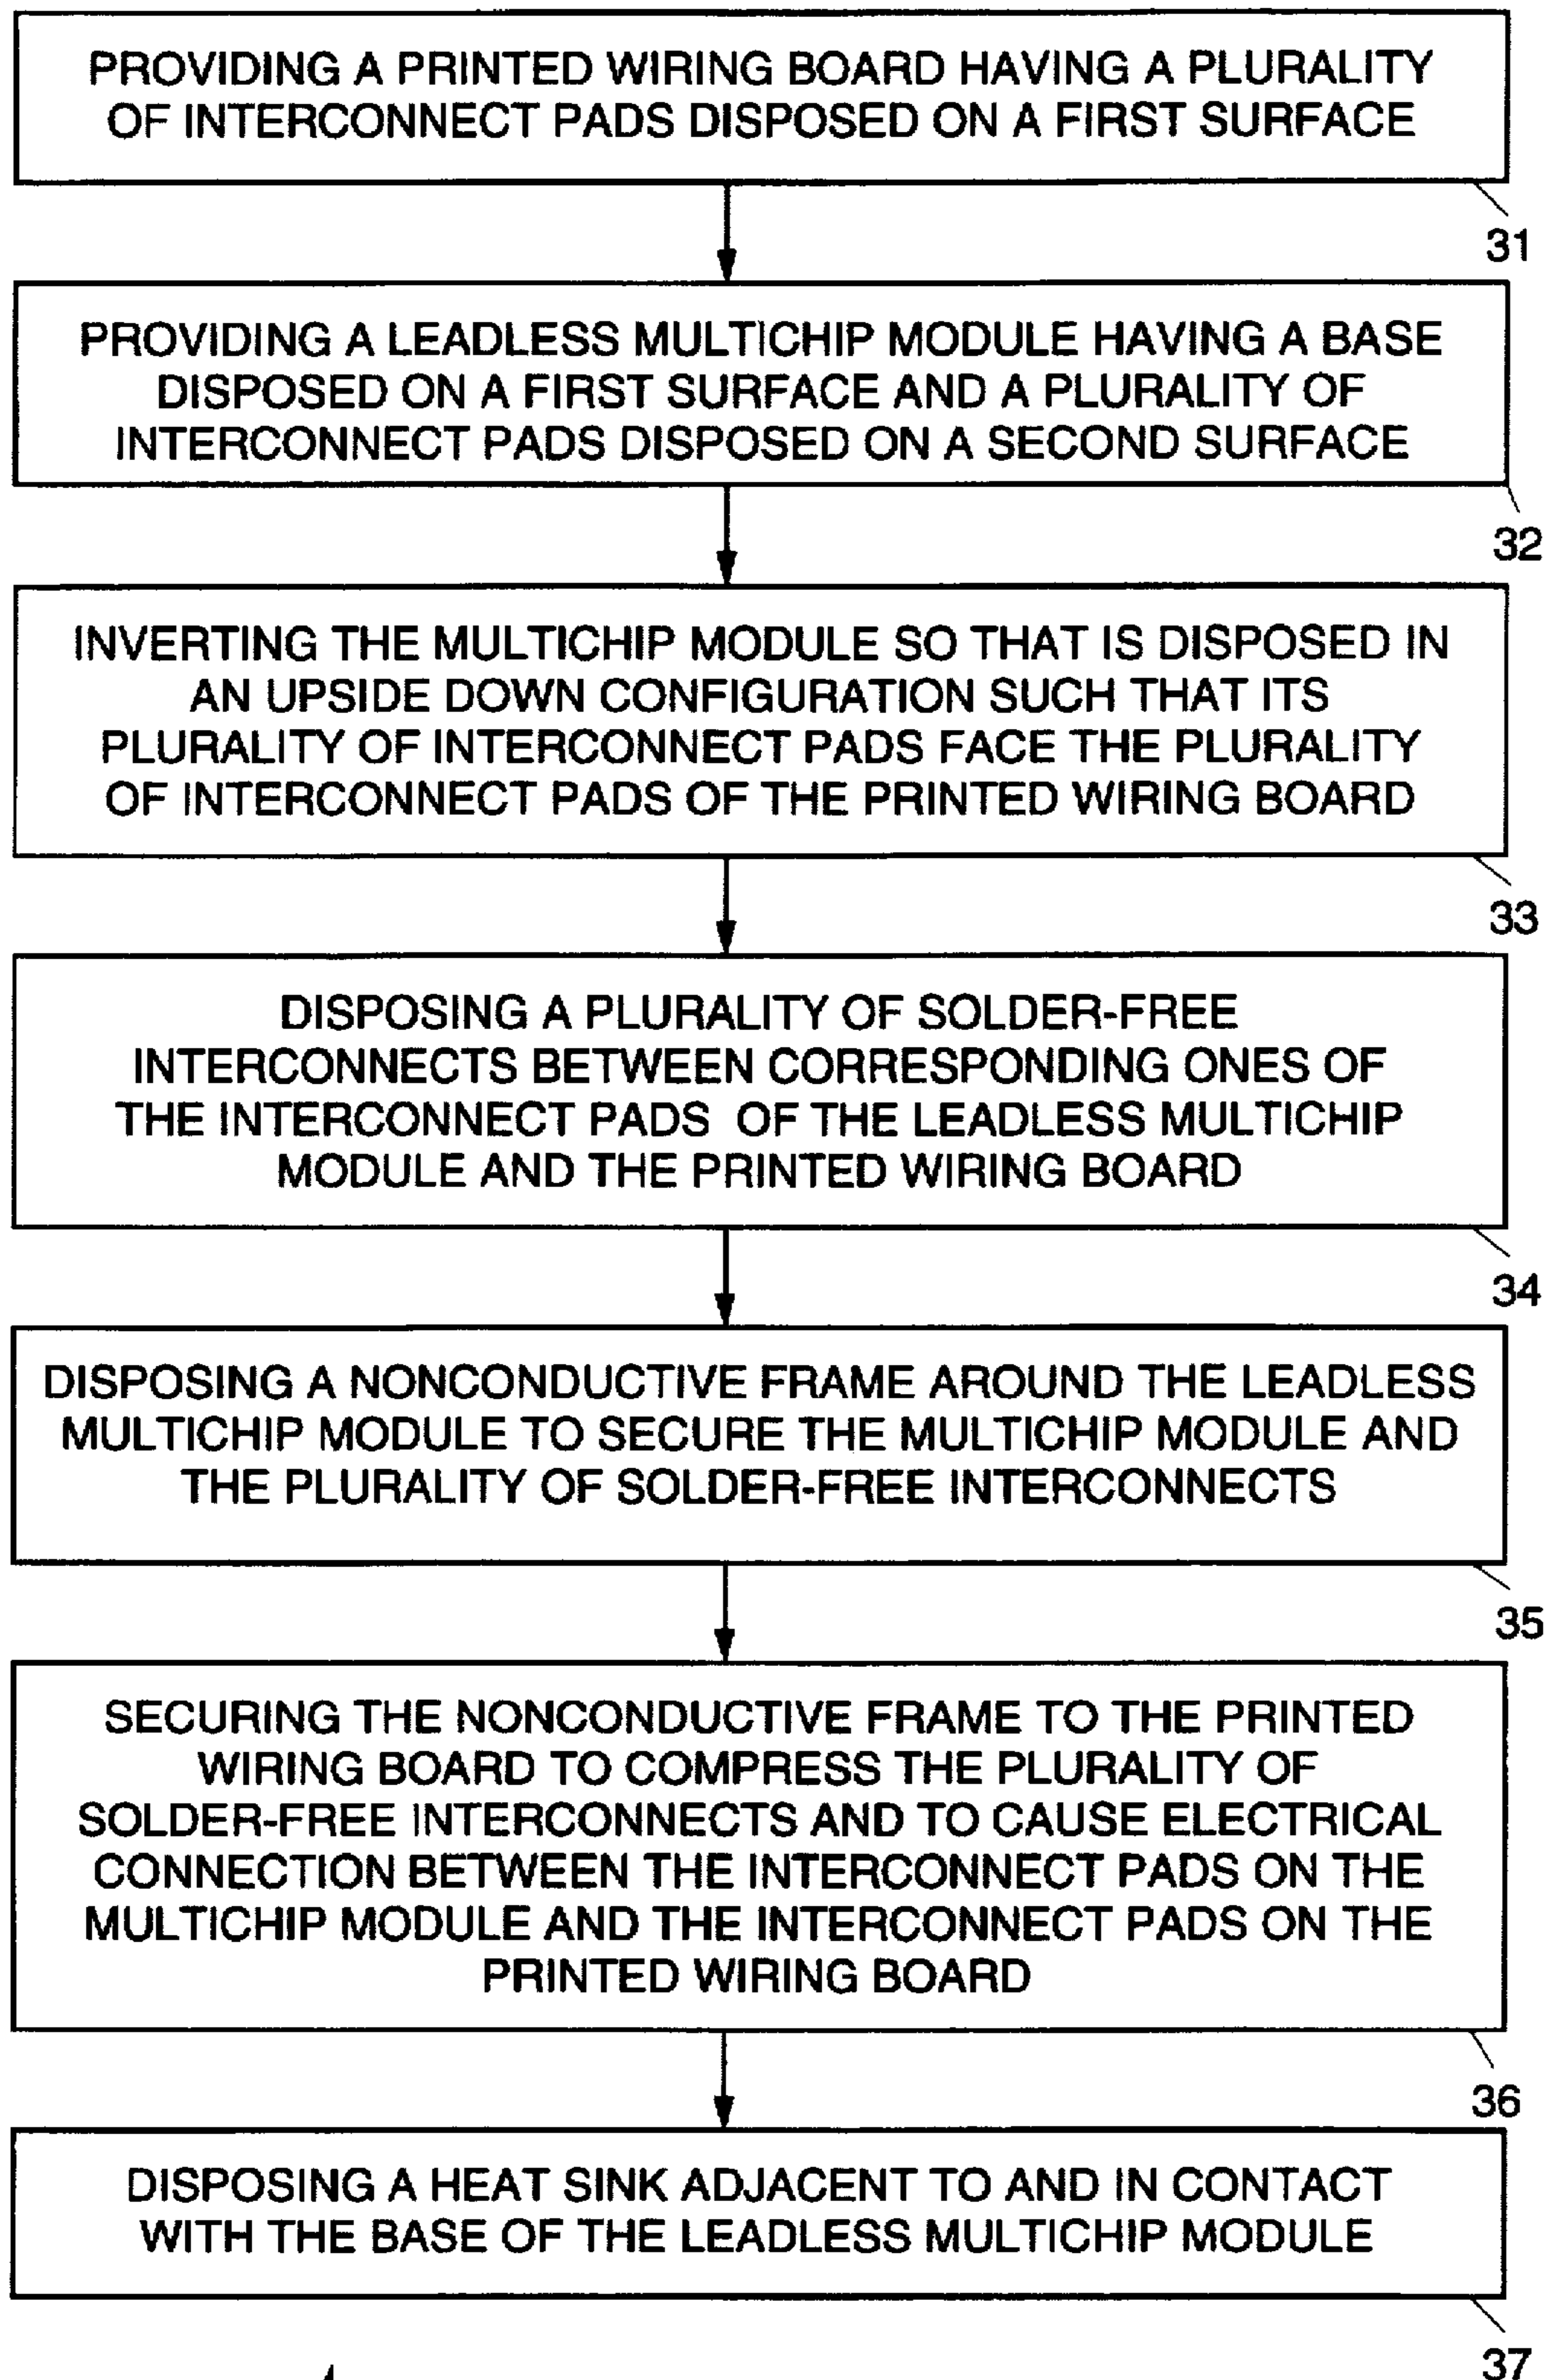 PROVIDING A PRINTED WIRING BOARD HAVING A PLURALITY
OF INTERCONNECT PADS DISPOSED ON A FIRST SURFACE
31
PROVIDING A LEADLESS MULTICHIP MODULE HAVING A BASE
DISPOSED ON A FIRST SURFACE AND A PLURALITY OF
INTERCONNECT PADS DISPOSED ON A SECOND SURFACE
32
INVERTING THE MULTICHIP MODULE SO THAT IS DISPOSED IN
AN UPSIDE DOWN CONFIGURATION SUCH THAT ITS
PLURALITY OF INTERCONNECT PADS FACE THE PLURALITY
OF INTERCONNECT PADS OF THE PRINTED WIRING BOARD
33
DISPOSING A PLURALITY OF SOLDER-FREE
INTERCONNECTS BETWEEN CORRESPONDING ONES OF
THE INTERCONNECT PADS OF THE LEADLESS MULTICHIP
MODULE AND THE PRINTED WIRING BOARD
34
DISPOSING A NONCONDUCTIVE FRAME AROUND THE LEADLESS
MULTICHIP MODULE TO SECURE THE MULTICHIP MODULE AND
THE PLURALITY OF SOLDER-FREE INTERCONNECTS
35
SECURING THE NONCONDUCTIVE FRAME TO THE PRINTED
WIRING BOARD TO COMPRESS THE PLURALITY OF
SOLDER-FREE INTERCONNECTS AND TO CAUSE ELECTRICAL
CONNECTION BETWEEN THE INTERCONNECT PADS ON THE
MULTICHIP MODULE AND THE INTERCONNECT PADS ON THE
PRINTED WIRING BOARD
36
DISPOSING A HEAT SINK ADJACENT TO AND IN CONTACT
WITH THE BASE OF THE LEADLESS MULTICHIP MODULE
37